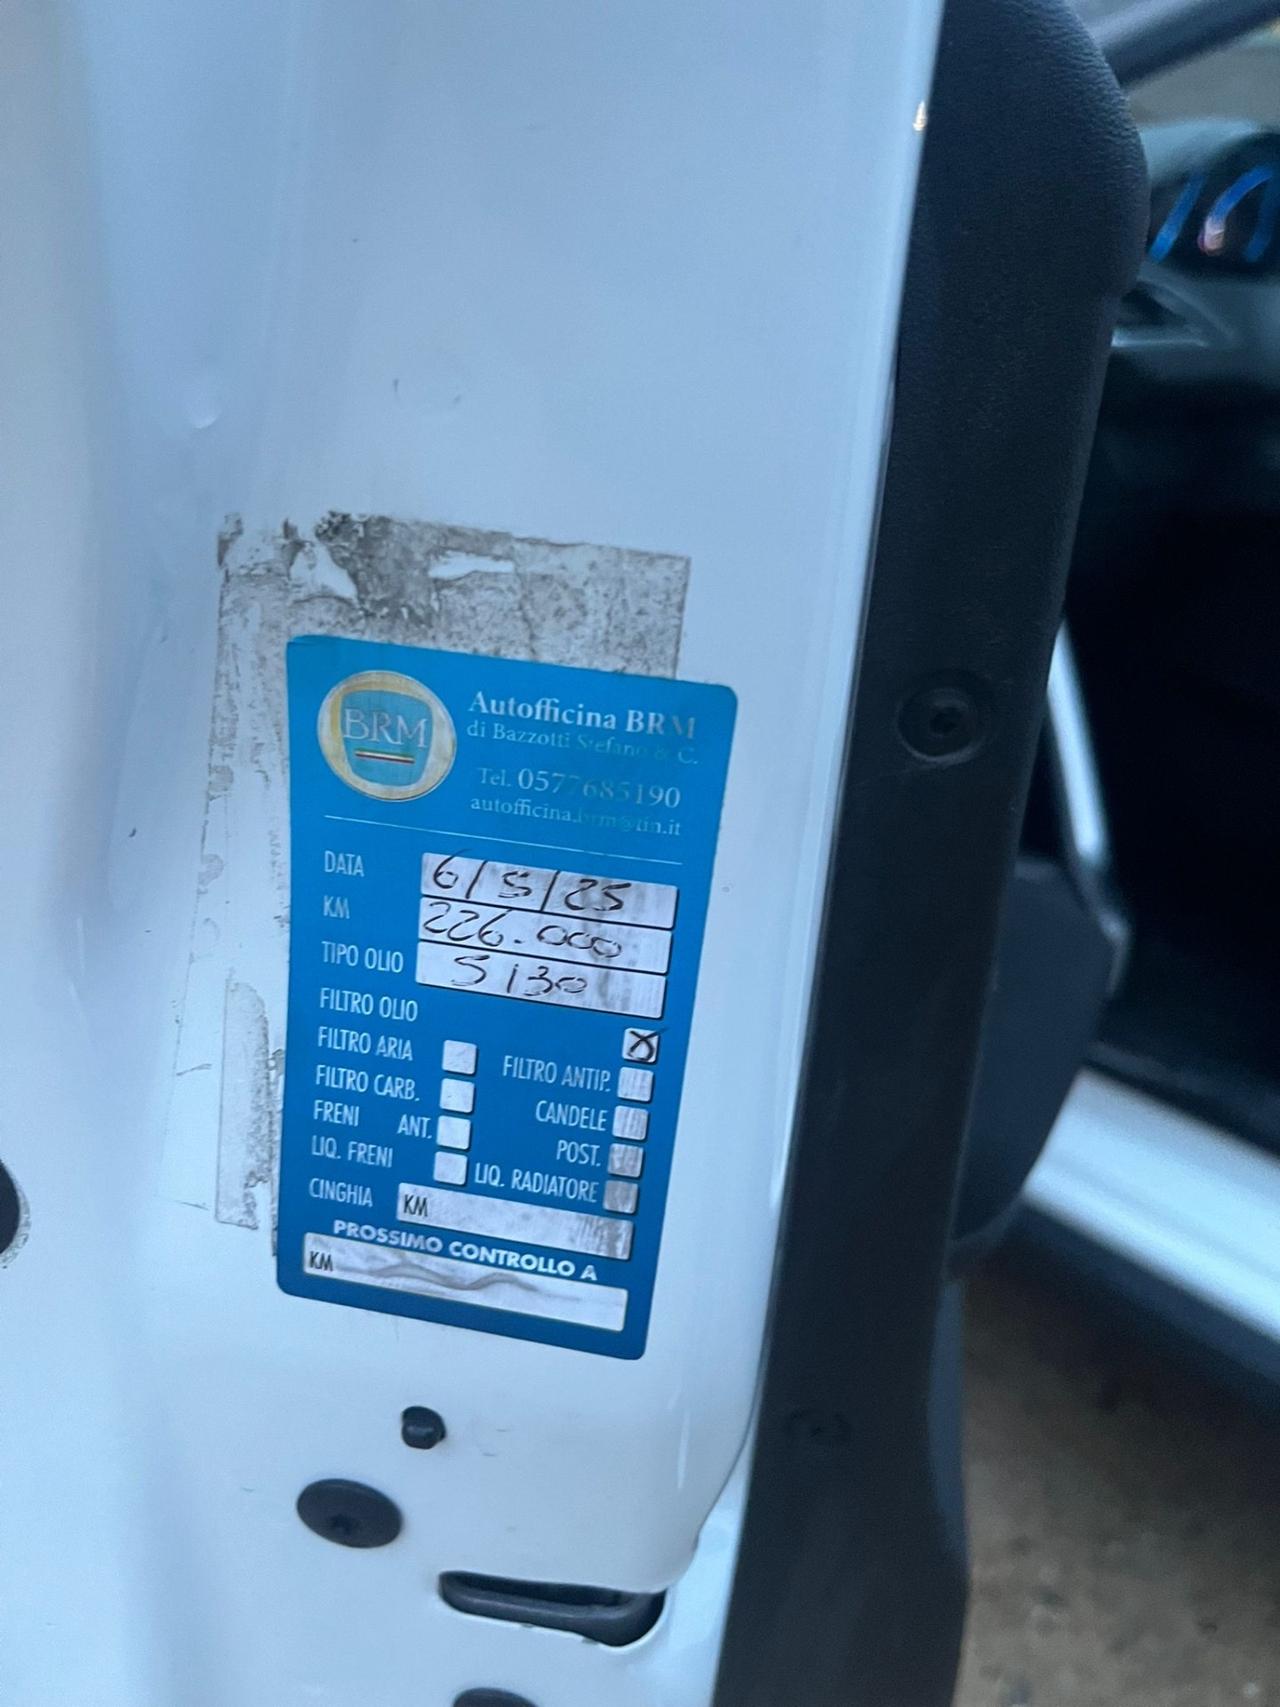 BRM
Autofficina BRM
di Bazzotti Stefano & C.
Tel. 0577685190
autofficina.brm@tin.it
DATA 6/5/25
KM 226.000
TIPO OLIO 5 i30
FILTRO OLIO X
FILTRO ARIA FILTRO ANTIP.
FILTRO CARB. CANDELE
FRENI ANT. POST.
LIQ. FRENI LIQ. RADIATORE
CINGHIA KM
PROSSIMO CONTROLLO A
KM